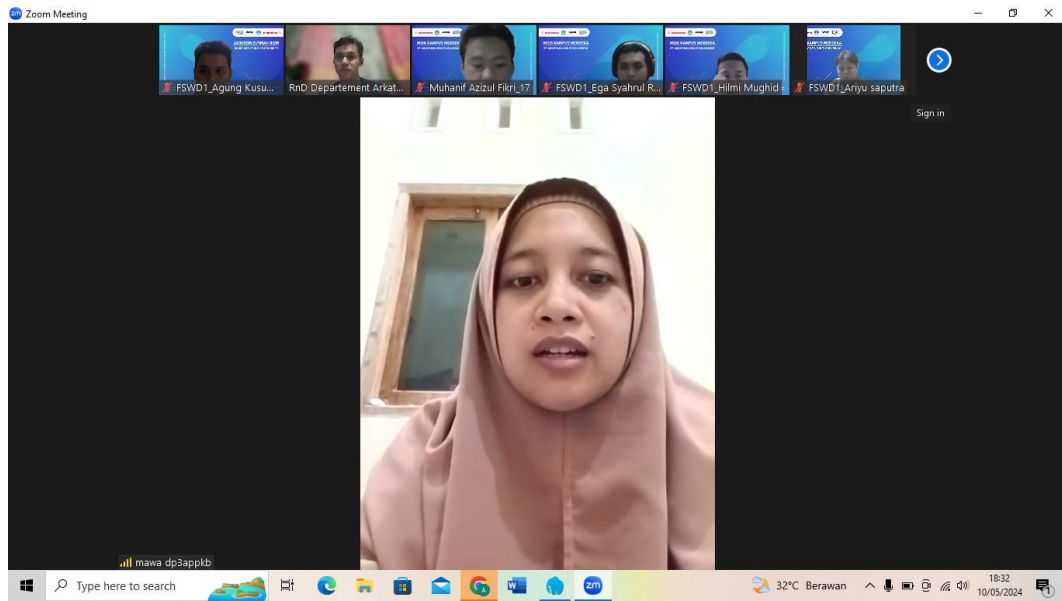 Zoom Meeting
FSWD1_Agung Kusu...
RnD Departement Arkat...
Muhanif Azizul Fikri_17
FSWD1_Ega Syahrul R...
FSWD1_Hilmi Mughid
FSWD1_Ariyu saputra
Sign in
mawa dp3appkb
Type here to search
32°C Berawan
18:32
10/05/2024